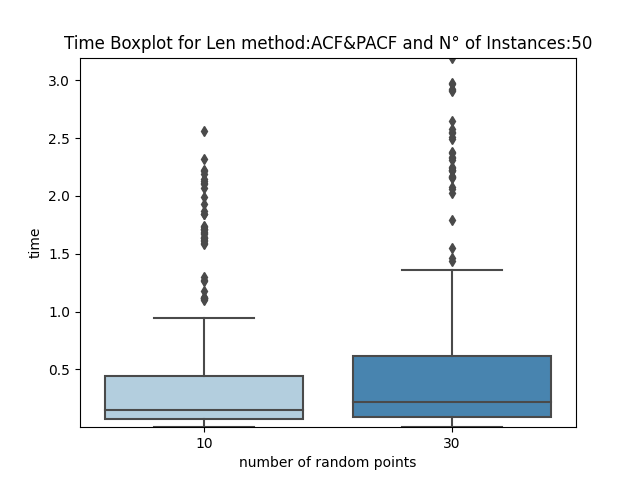 Time Boxplot for Len method:ACF&PACF and N° of Instances:50
3.0
2.5
2.0
1.5
1.0
0.5
time
10
30
number of random points